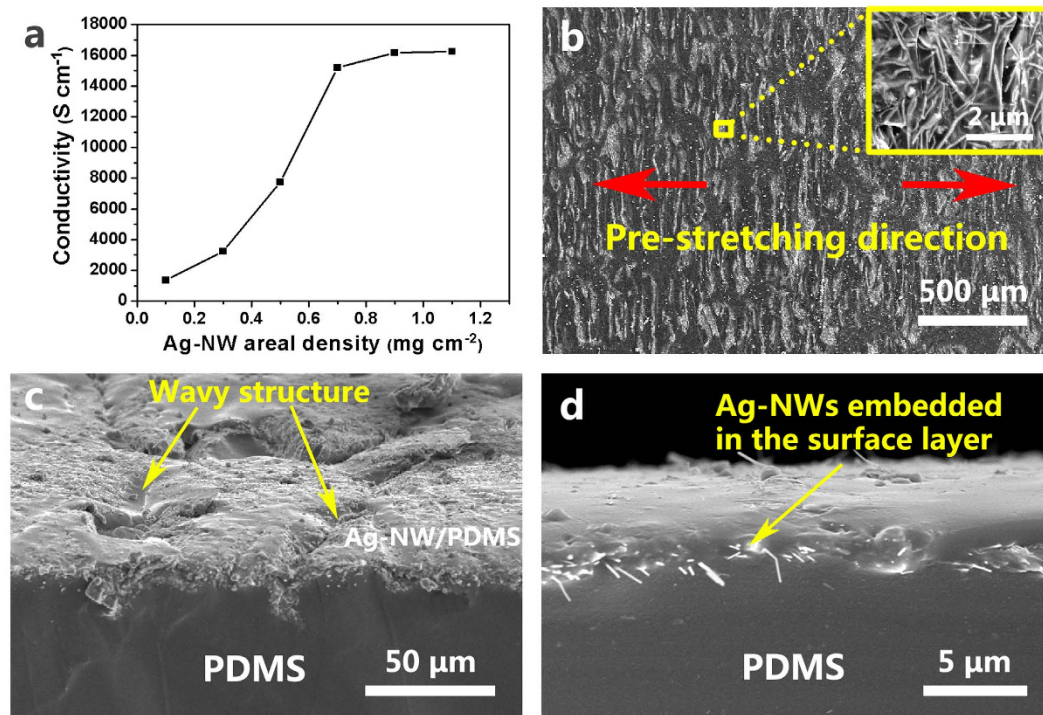 a
18000
16000
14000
12000
10000
8000
6000
4000
2000
0
Conductivity (S cm⁻¹)
0.0 0.2 0.4 0.6 0.8 1.0 1.2
Ag-NW areal density (mg cm⁻²)
b
2 μm
Pre-stretching direction
500 μm
c
Wavy structure
Ag-NW/PDMS
PDMS
50 μm
d
Ag-NWs embedded
in the surface layer
PDMS
5 μm